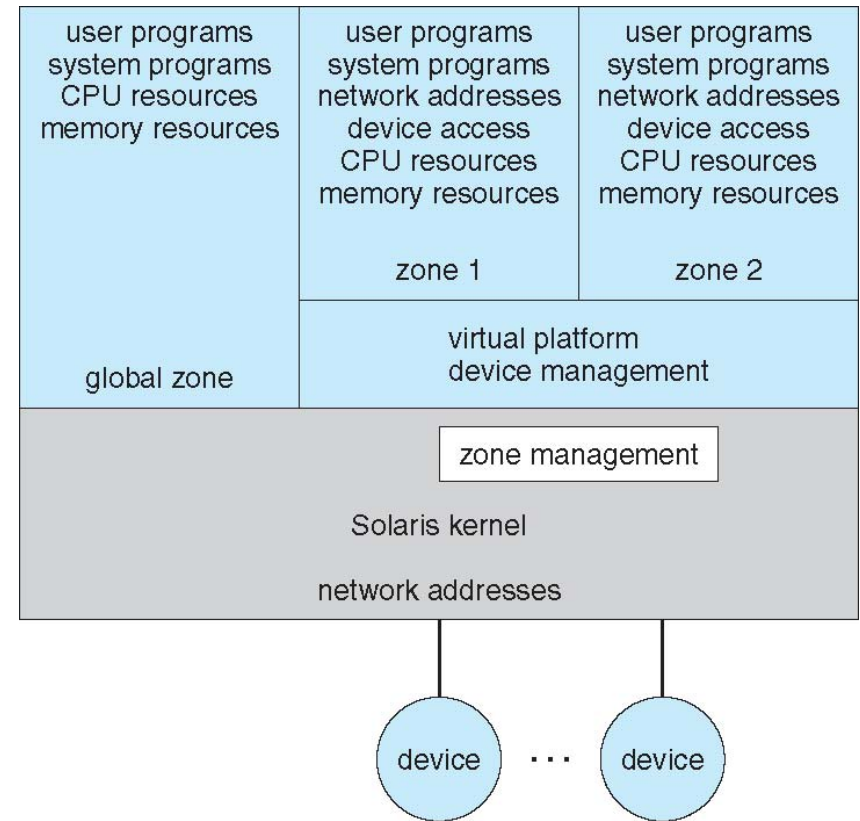 user programs
system programs
CPU resources
memory resources
global zone
user programs
system programs
network addresses
device access
CPU resources
memory resources
zone 1
user programs
system programs
network addresses
device access
CPU resources
memory resources
zone 2
virtual platform
device management
zone management
Solaris kernel
network addresses
device
...
device